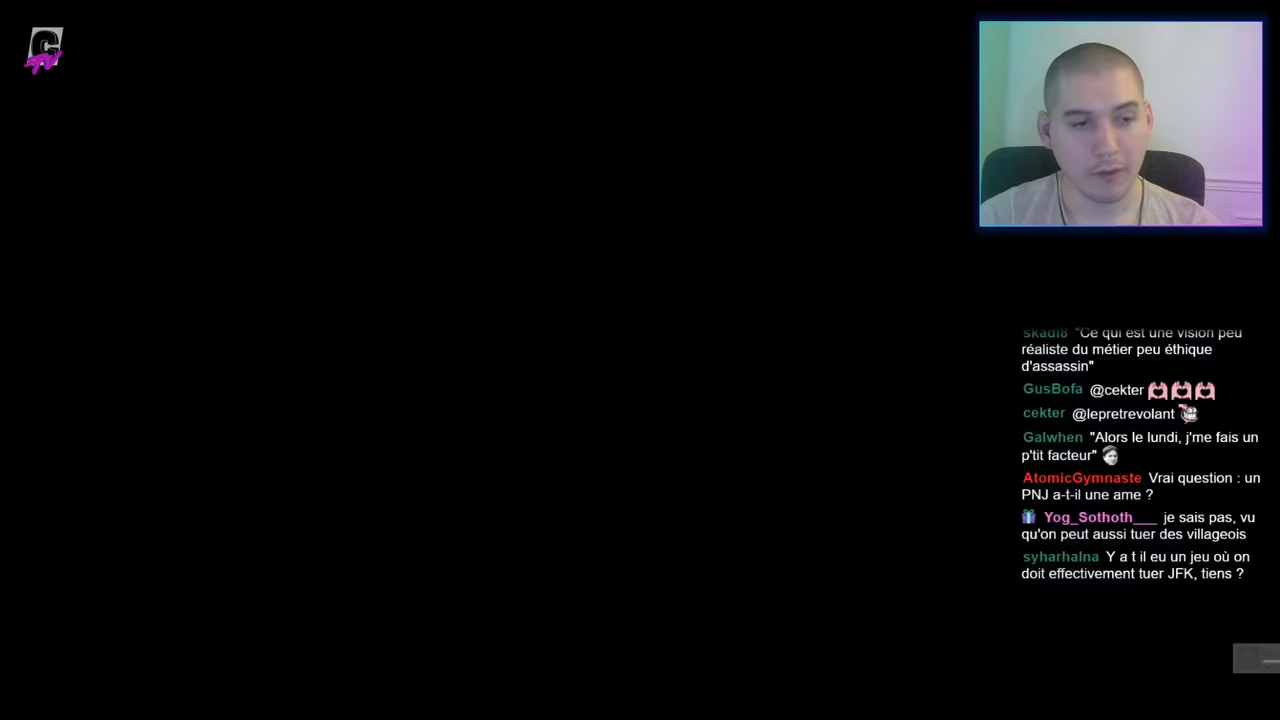 C
TV
skadi8 "Ce qui est une vision peu
réaliste du métier peu éthique
d'assassin"
GusBofa @cekter
cekter @lepretrevolant
Galwhen "Alors le lundi, j'me fais un
p'tit facteur"
AtomicGymnaste Vrai question : un
PNJ a-t-il une ame ?
Yog_Sothoth___ je sais pas, vu
qu'on peut aussi tuer des villageois
syharhalna Y a t il eu un jeu où on
doit effectivement tuer JFK, tiens ?